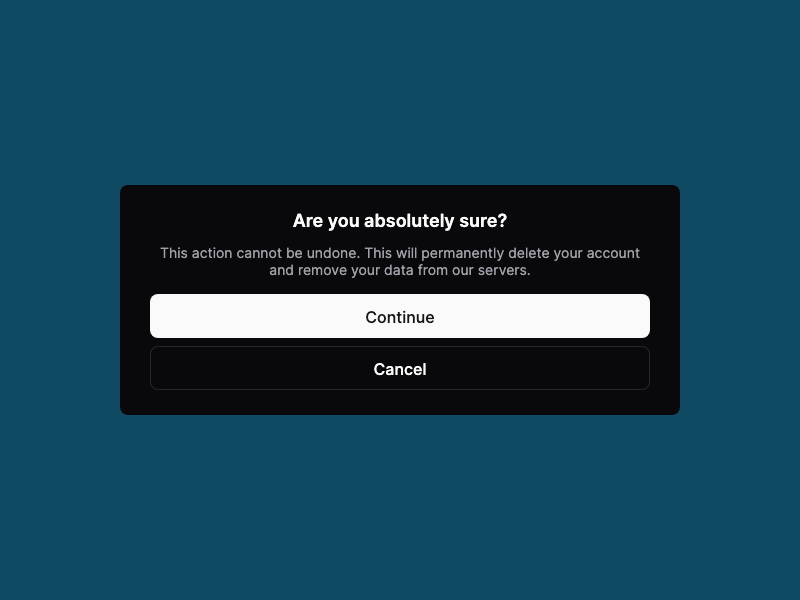 Are you absolutely sure?
This action cannot be undone. This will permanently delete your account
and remove your data from our servers.
Continue
Cancel